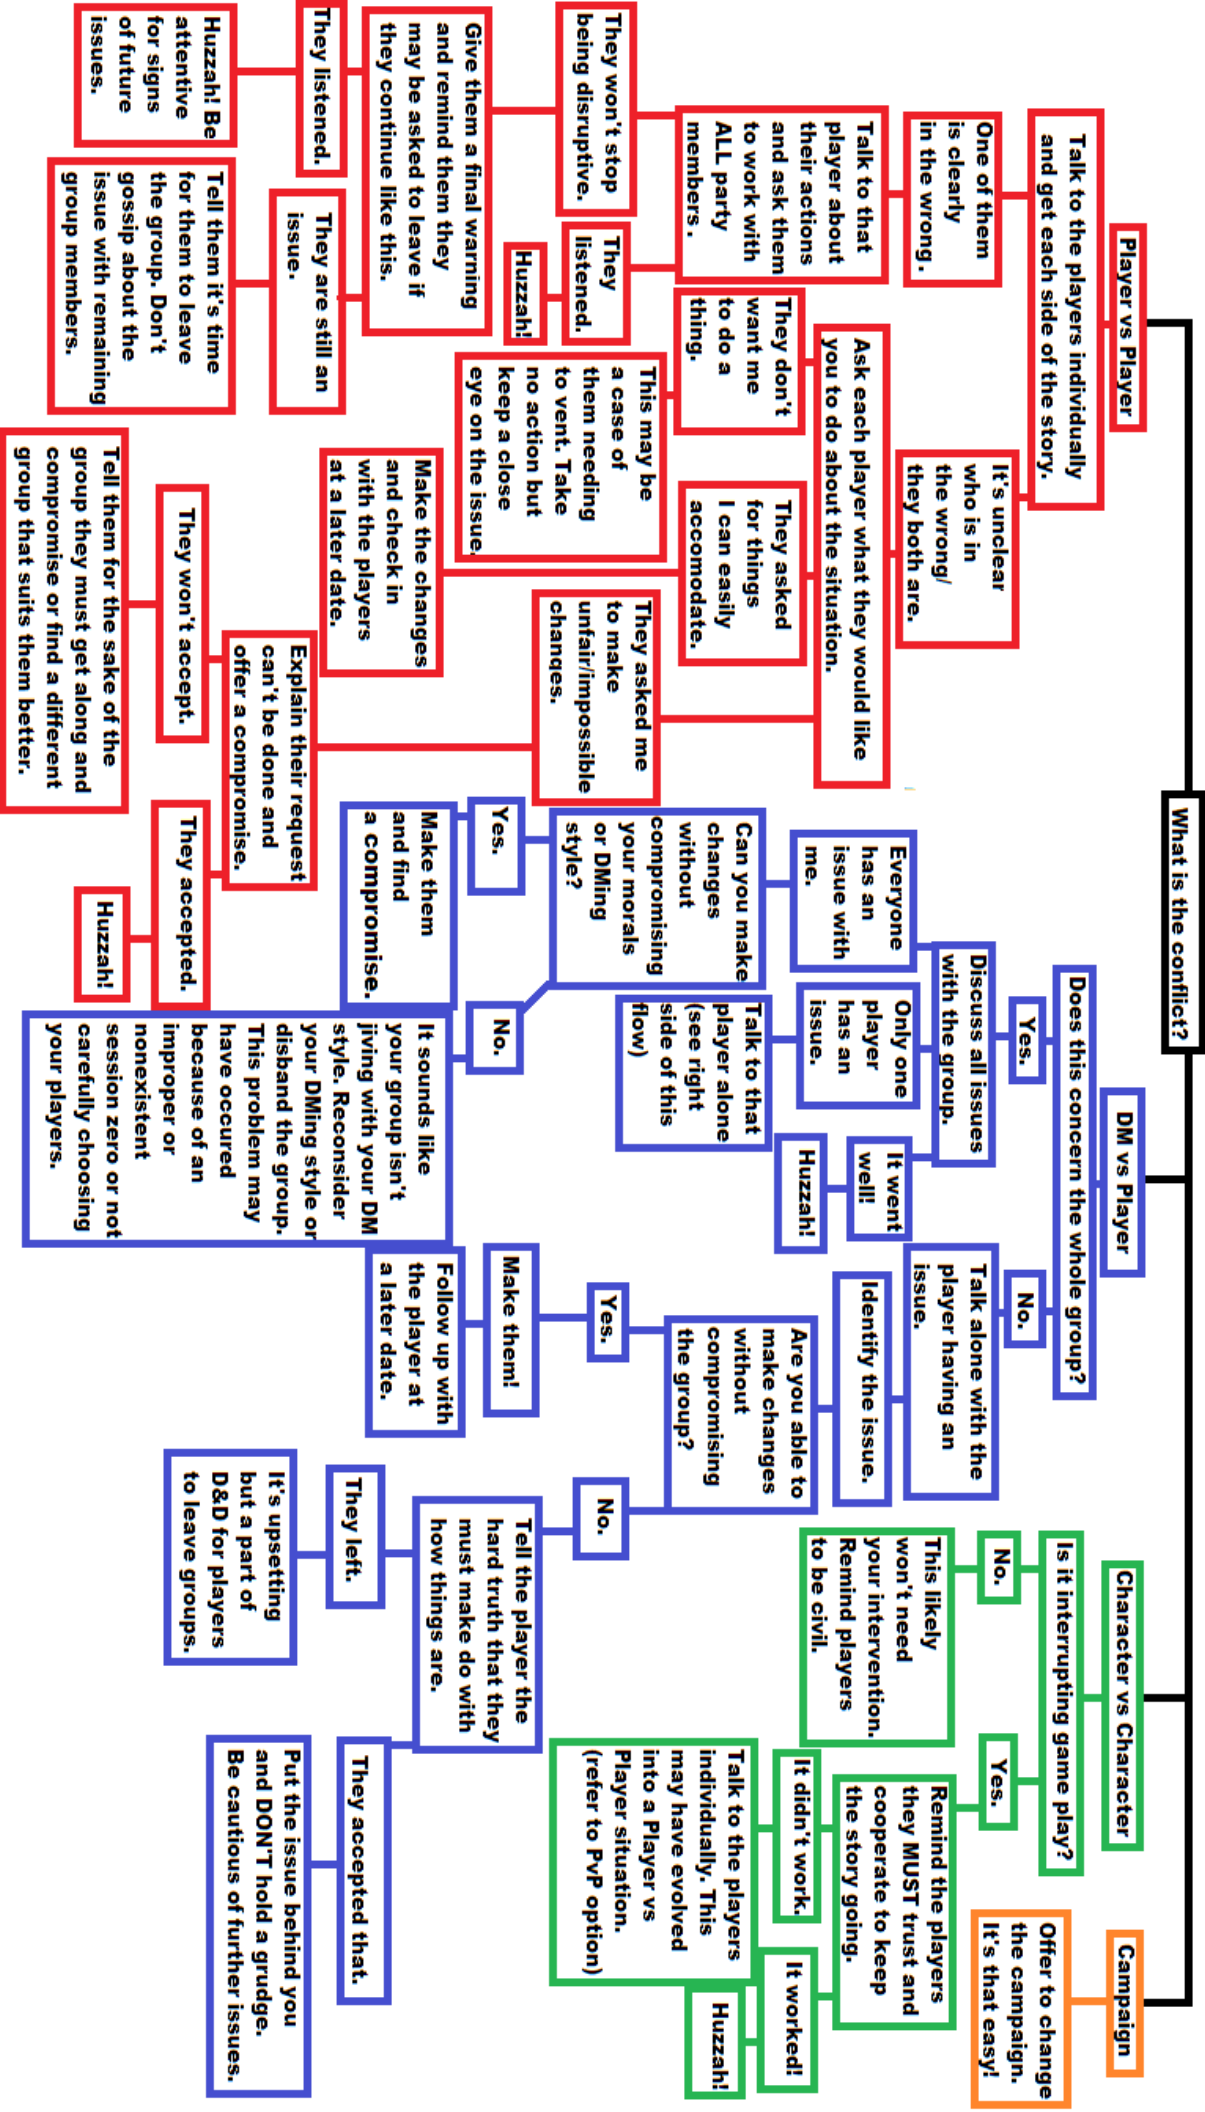 What is the conflict?
Player vs Player
Talk to the players individually
and get each side of the story.
One of them
is clearly
in the wrong.
Talk to that
player about
their actions
and ask them
to work with
ALL party
members .
They won't stop
being disruptive.
Give them a final warning
and remind them they
may be asked to leave if
they continue like this.
They listened.
Huzzah! Be
attentive
for signs
of future
issues.
They are still an
issue.
Tell them it's time
for them to leave
the group. Don't
gossip about the
issue with remaining
group members.
They
listened.
Huzzah!
It's unclear
who is in
the wrong/
they both are.
Ask each player what they would like
you to do about the situation.
They don't
want me
to do a
thing.
This may be
a case of
them needing
to vent. Take
no action but
keep a close
eye on the issue.
They asked
for things
I can easily
accomodate.
Make the changes
and check in
with the players
at a later date.
They asked me
to make
unfair/impossible
changes.
Explain their request
can't be done and
offer a compromise.
They won't accept.
Tell them for the sake of the
group they must get along and
compromise or find a different
group that suits them better.
They accepted.
Huzzah!
DM vs Player
Does this concern the whole group?
Yes.
Discuss all issues
with the group.
Everyone
has an
issue with
me.
Can you make
changes
without
compromising
your morals
or DMing
style?
Yes.
Make them
and find
a compromise.
No.
It sounds like
your group isn't
jiving with your DM
style. Reconsider
your DMing style or
disband the group.
This problem may
have occured
because of an
improper or
nonexistent
session zero or not
carefully choosing
your players.
Only one
player
has an
issue.
Talk to that
player alone
(see right
side of this
flow)
It went
well!
Huzzah!
No.
Talk alone with the
player having an
issue.
Identify the issue.
Are you able to
make changes
without
compromising
the group?
Yes.
Make them!
Follow up with
the player at
a later date.
No.
Tell the player the
hard truth that they
must make do with
how things are.
They left.
It's upsetting
but a part of
D&D for players
to leave groups.
They accepted that.
Put the issue behind you
and DON'T hold a grudge.
Be cautious of further issues.
Character vs Character
Is it interrupting game play?
No.
This likely
won't need
your intervention.
Remind players
to be civil.
Yes.
Remind the players
they MUST trust and
cooperate to keep
the story going.
It didn't work.
Talk to the players
individually. This
may have evolved
into a Player vs
Player situation.
(refer to PvP option)
It worked!
Huzzah!
Campaign
Offer to change
the campaign.
It's that easy!